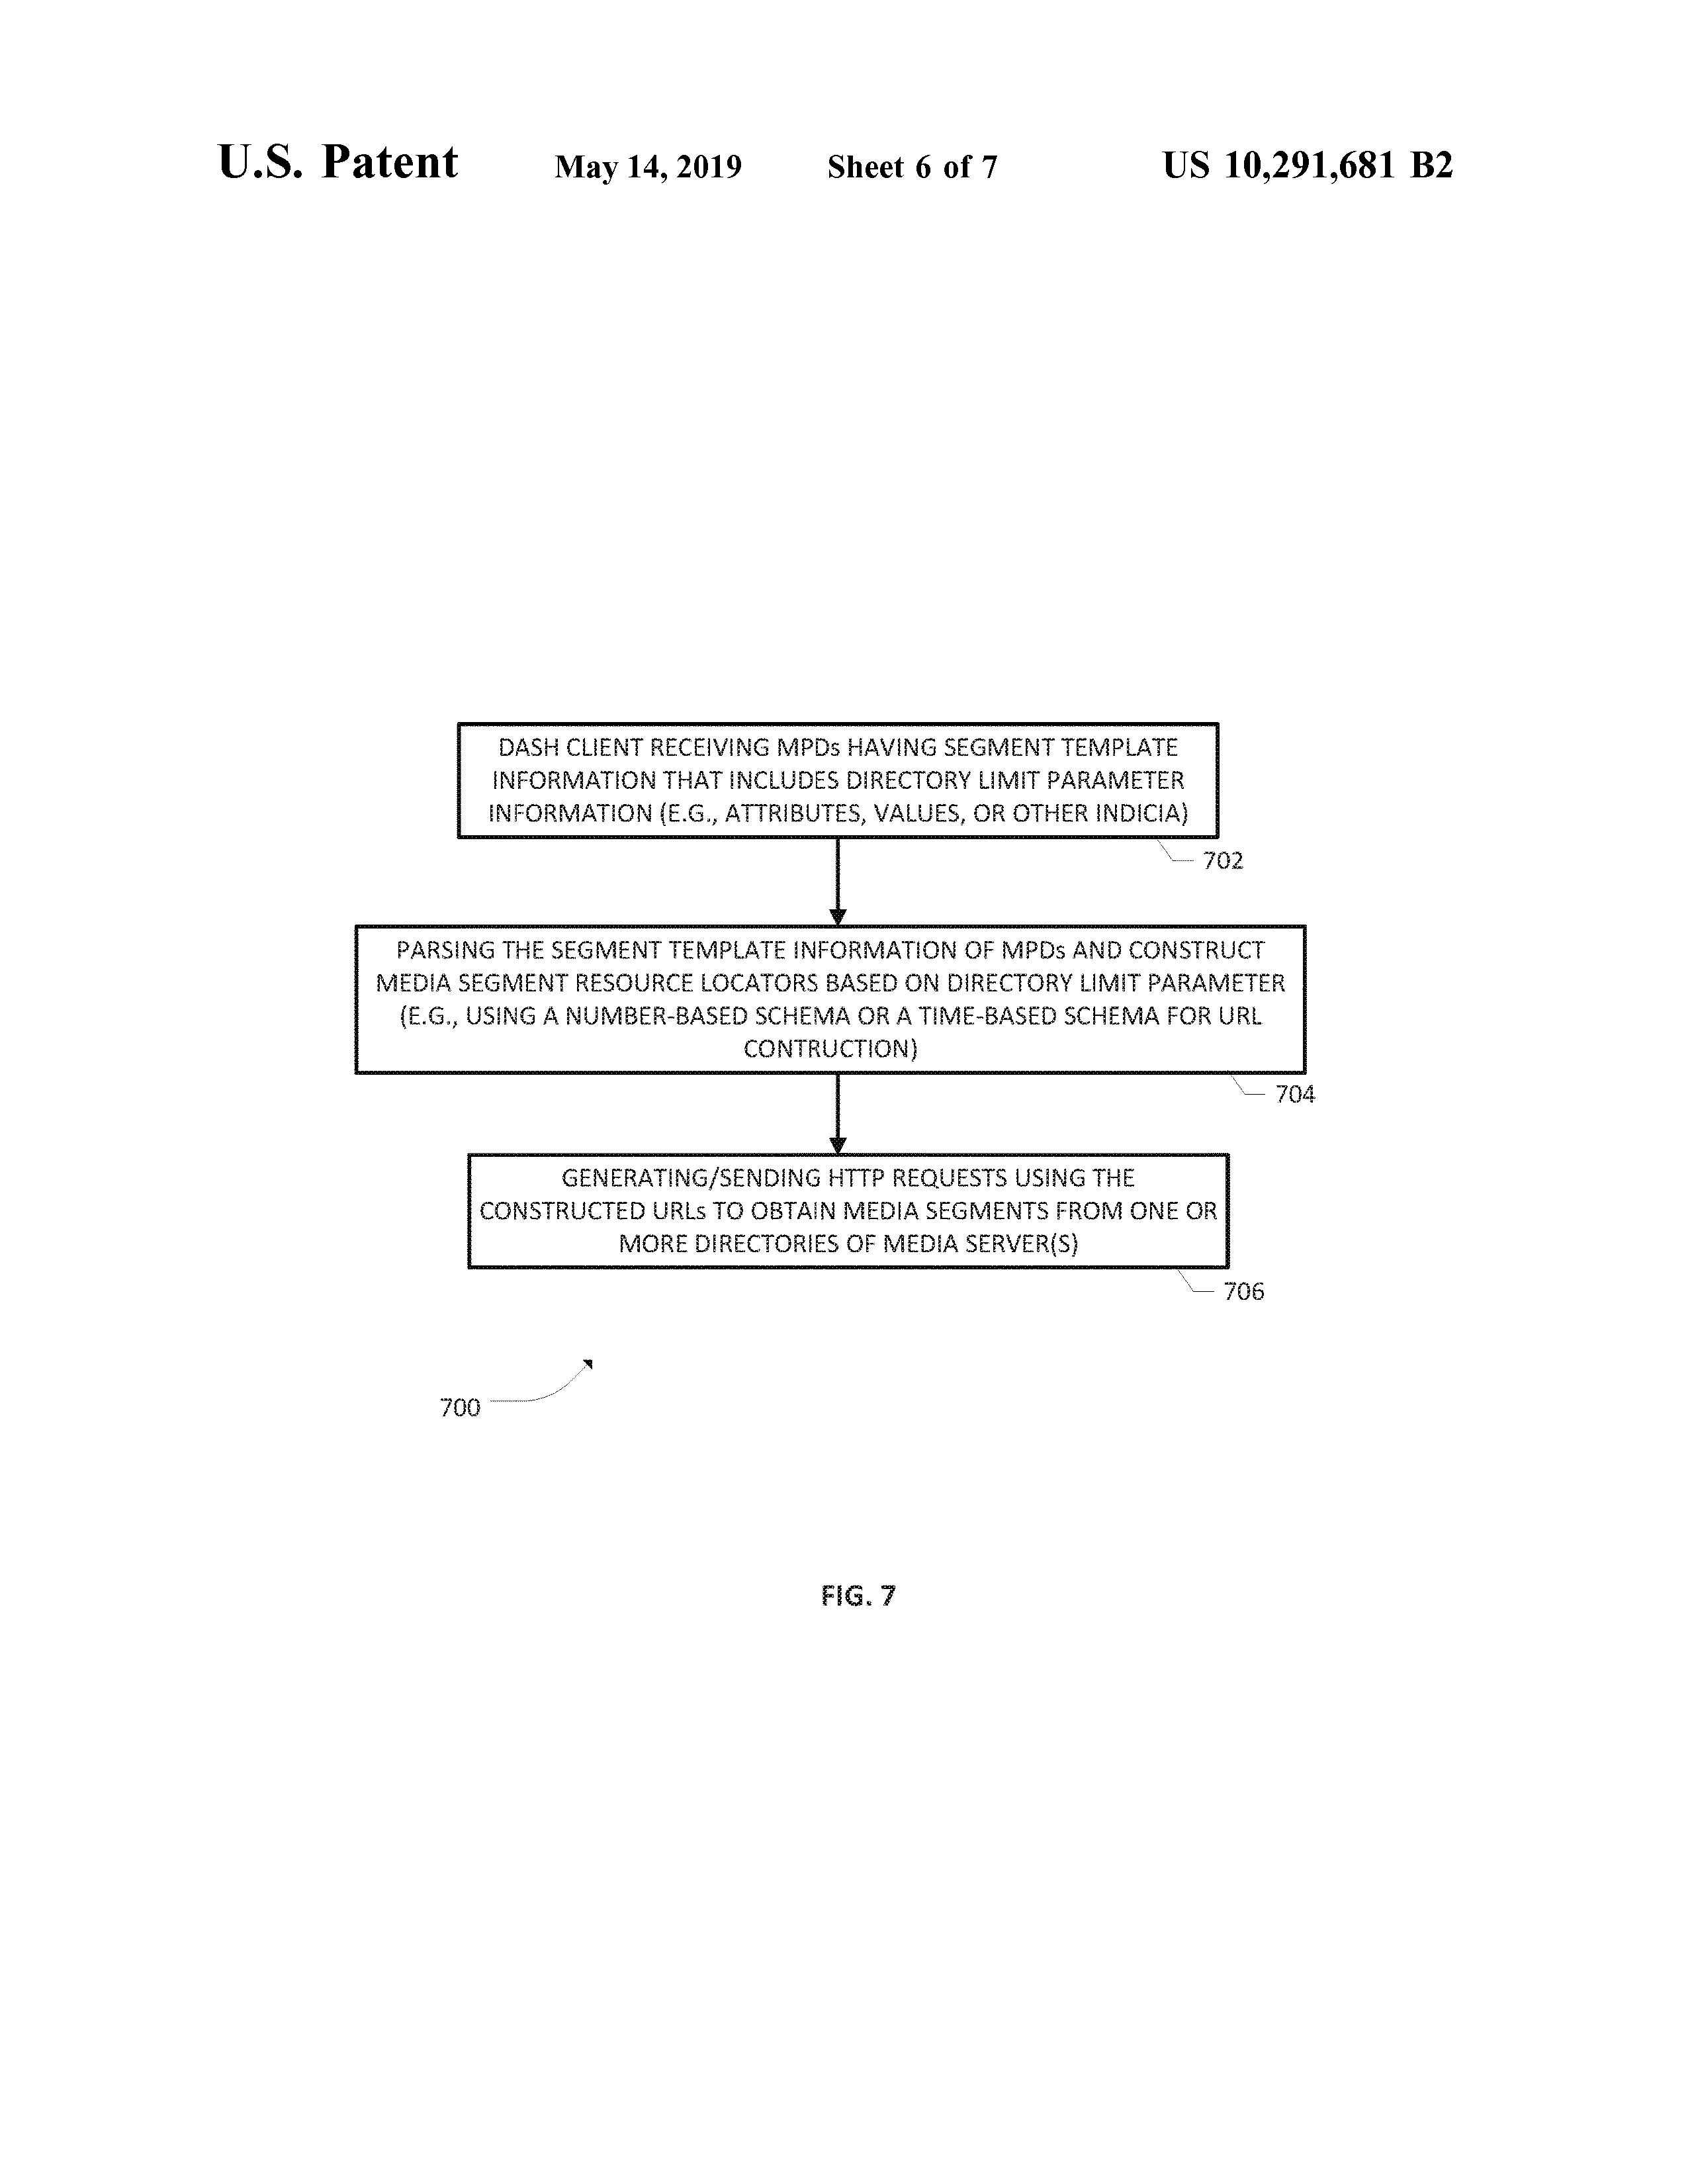 U.S. Patent May 14, 2019 Sheet 6 of 7 US 10,291,681 B2
DASH CLIENT RECEIVING MPDs HAVING SEGMENT TEMPLATE
INFORMATION THAT INCLUDES DIRECTORY LIMIT PARAMETER
INFORMATION (E.G., ATTRIBUTES, VALUES, OR OTHER INDICIA)
702
PARSING THE SEGMENT TEMPLATE INFORMATION OF MPDs AND CONSTRUCT
MEDIA SEGMENT RESOURCE LOCATORS BASED ON DIRECTORY LIMIT PARAMETER
(E.G., USING A NUMBER-BASED SCHEMA OR A TIME-BASED SCHEMA FOR URL
CONTRUCTION)
704
GENERATING/SENDING HTTP REQUESTS USING THE
CONSTRUCTED URLs TO OBTAIN MEDIA SEGMENTS FROM ONE OR
MORE DIRECTORIES OF MEDIA SERVER(S)
706
700
FIG. 7